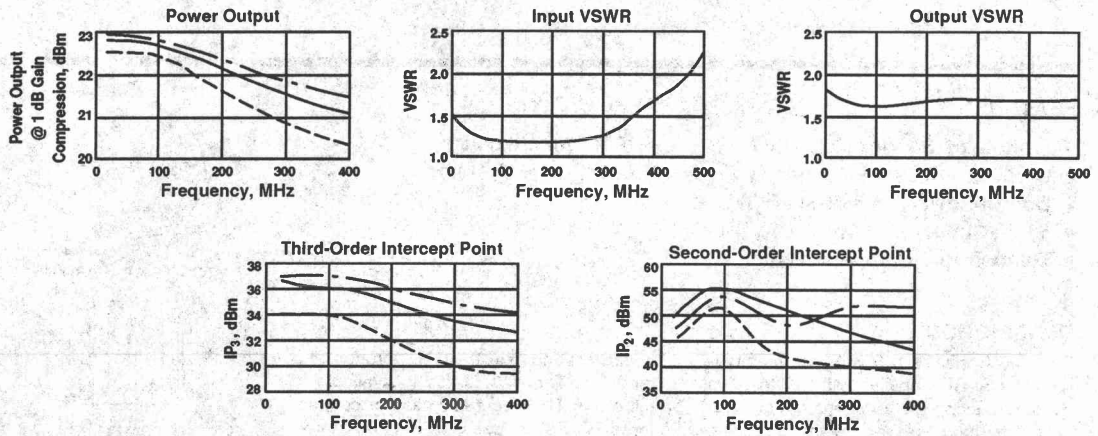 Power Output
Power Output
@ 1 dB Gain
Compression, dBm
23
22
21
20
0 100 200 300 400
Frequency, MHz
Input VSWR
VSWR
2.5
2.0
1.5
1.0
0 100 200 300 400 500
Frequency, MHz
Output VSWR
VSWR
2.5
2.0
1.5
1.0
0 100 200 300 400 500
Frequency, MHz
Third-Order Intercept Point
IP3, dBm
38
36
34
32
30
28
0 100 200 300 400
Frequency, MHz
Second-Order Intercept Point
IP2, dBm
60
55
50
45
40
35
0 100 200 300 400
Frequency, MHz